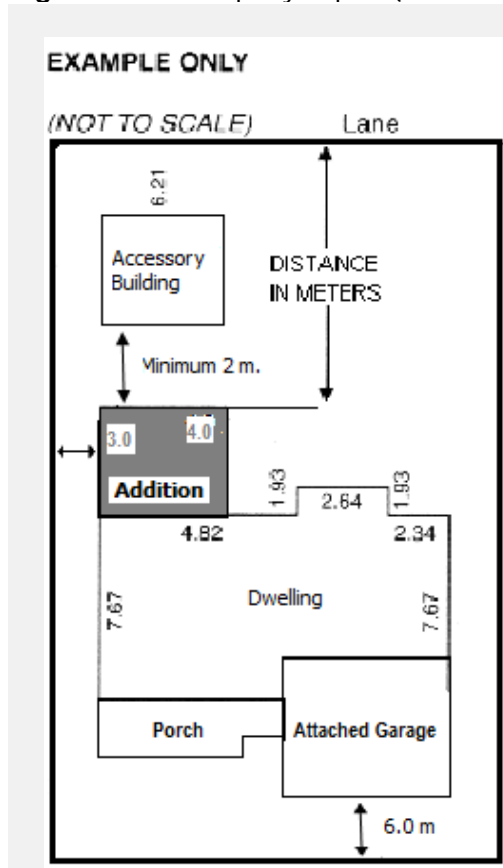 EXAMPLE ONLY
(NOT TO SCALE) Lane
6.21
Accessory
Building
DISTANCE
IN METERS
Minimum 2 m.
3.0 4.0
Addition
1.93 2.64 1.93
4.82 2.34
7.67 Dwelling 7.67
Porch Attached Garage
6.0 m